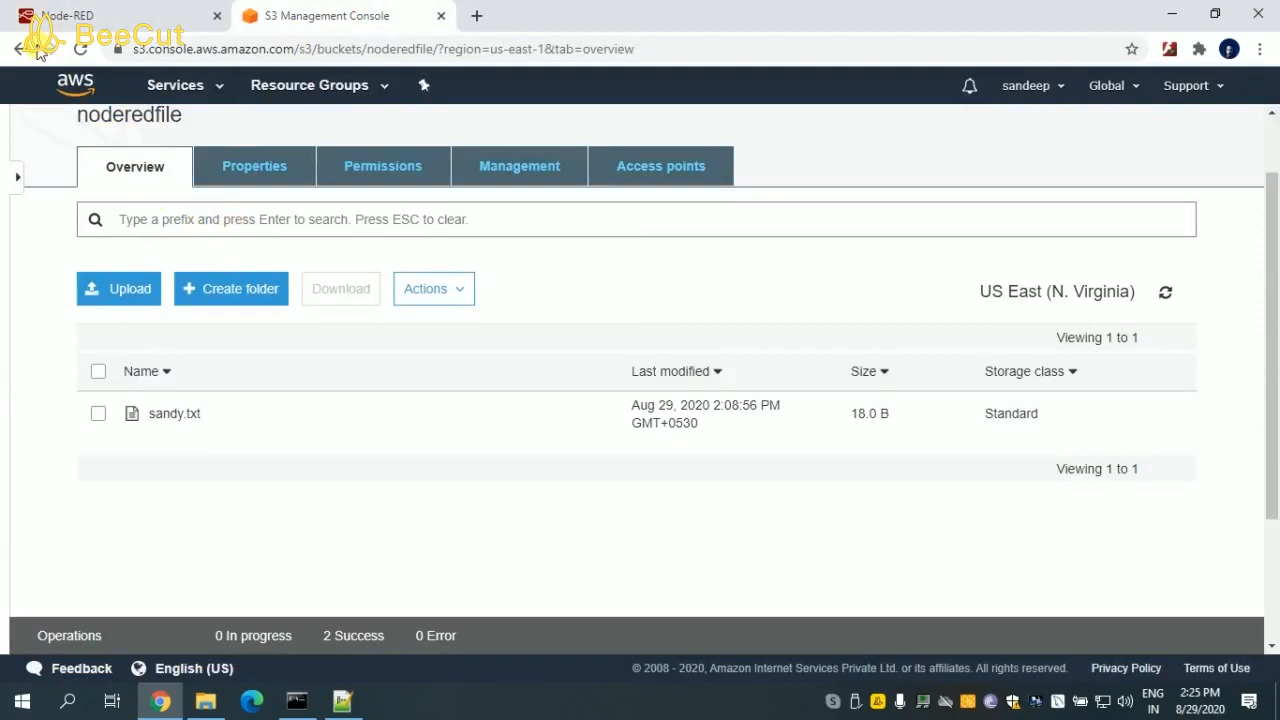 Node-RED
S3 Management Console
BeeCut
s3.console.aws.amazon.com/s3/buckets/noderedfile/?region=us-east-1&tab=overview
aws
Services
Resource Groups
sandeep
Global
Support
noderedfile
Overview
Properties
Permissions
Management
Access points
Type a prefix and press Enter to search. Press ESC to clear.
Upload
Create folder
Download
Actions
US East (N. Virginia)
Viewing 1 to 1
Name
Last modified
Size
Storage class
sandy.txt
Aug 29, 2020 2:08:56 PM
GMT+0530
18.0 B
Standard
Viewing 1 to 1
Operations
0 In progress
2 Success
0 Error
Feedback
English (US)
© 2008 - 2020, Amazon Internet Services Private Ltd. or its affiliates. All rights reserved.
Privacy Policy
Terms of Use
ENG
IN
2:25 PM
8/29/2020